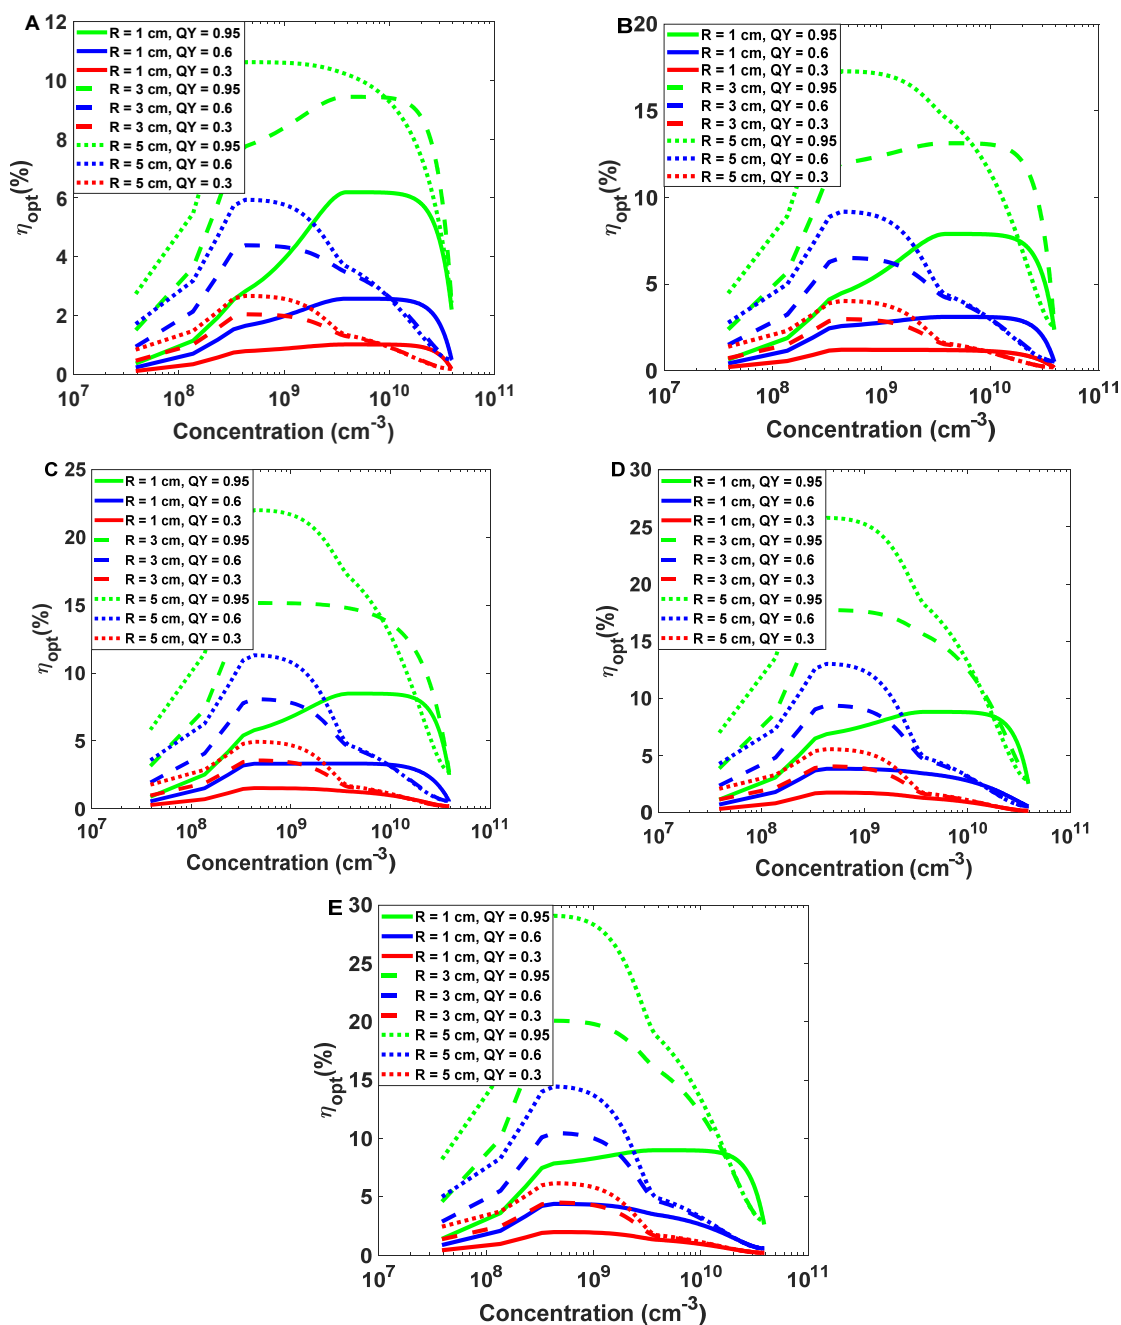 A
12
10
8
6
4
2
0
η_opt(%)
R = 1 cm, QY = 0.95
R = 1 cm, QY = 0.6
R = 1 cm, QY = 0.3
R = 3 cm, QY = 0.95
R = 3 cm, QY = 0.6
R = 3 cm, QY = 0.3
R = 5 cm, QY = 0.95
R = 5 cm, QY = 0.6
R = 5 cm, QY = 0.3
10^7 10^8 10^9 10^10 10^11
Concentration (cm^-3)
B
20
15
10
5
0
η_opt(%)
R = 1 cm, QY = 0.95
R = 1 cm, QY = 0.6
R = 1 cm, QY = 0.3
R = 3 cm, QY = 0.95
R = 3 cm, QY = 0.6
R = 3 cm, QY = 0.3
R = 5 cm, QY = 0.95
R = 5 cm, QY = 0.6
R = 5 cm, QY = 0.3
10^7 10^8 10^9 10^10 10^11
Concentration (cm^-3)
C
25
20
15
10
5
0
η_opt(%)
R = 1 cm, QY = 0.95
R = 1 cm, QY = 0.6
R = 1 cm, QY = 0.3
R = 3 cm, QY = 0.95
R = 3 cm, QY = 0.6
R = 3 cm, QY = 0.3
R = 5 cm, QY = 0.95
R = 5 cm, QY = 0.6
R = 5 cm, QY = 0.3
10^7 10^8 10^9 10^10 10^11
Concentration (cm^-3)
D
30
25
20
15
10
5
0
η_opt(%)
R = 1 cm, QY = 0.95
R = 1 cm, QY = 0.6
R = 1 cm, QY = 0.3
R = 3 cm, QY = 0.95
R = 3 cm, QY = 0.6
R = 3 cm, QY = 0.3
R = 5 cm, QY = 0.95
R = 5 cm, QY = 0.6
R = 5 cm, QY = 0.3
10^7 10^8 10^9 10^10 10^11
Concentration (cm^-3)
E
30
25
20
15
10
5
0
η_opt(%)
R = 1 cm, QY = 0.95
R = 1 cm, QY = 0.6
R = 1 cm, QY = 0.3
R = 3 cm, QY = 0.95
R = 3 cm, QY = 0.6
R = 3 cm, QY = 0.3
R = 5 cm, QY = 0.95
R = 5 cm, QY = 0.6
R = 5 cm, QY = 0.3
10^7 10^8 10^9 10^10 10^11
Concentration (cm^-3)